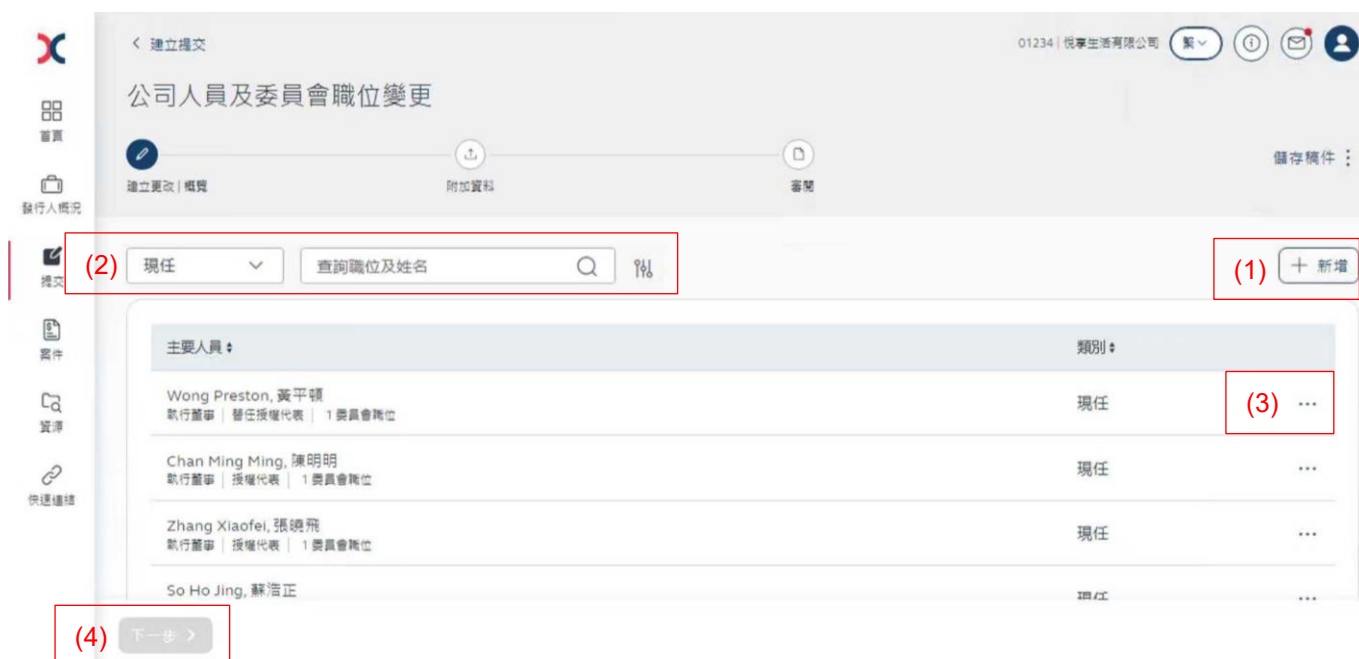 建立提交
01234 | 悅享生活有限公司 繁
公司人員及委員會職位變更
首頁
建立更改 | 概覽
附加資料
審閱
儲存稿件
發行人概況
提交
(2) 現任 查詢職位及姓名
(1) + 新增
案件
主要人員 類別
Wong Preston, 黃平頓
執行董事 | 替任授權代表 | 1 委員會職位
現任 (3) ...
資源
Chan Ming Ming, 陳明明
執行董事 | 授權代表 | 1 委員會職位
現任 ...
快速連結
Zhang Xiaofei, 張曉飛
執行董事 | 授權代表 | 1 委員會職位
現任 ...
So Ho Jing, 蘇浩正
現任 ...
(4) 下一步